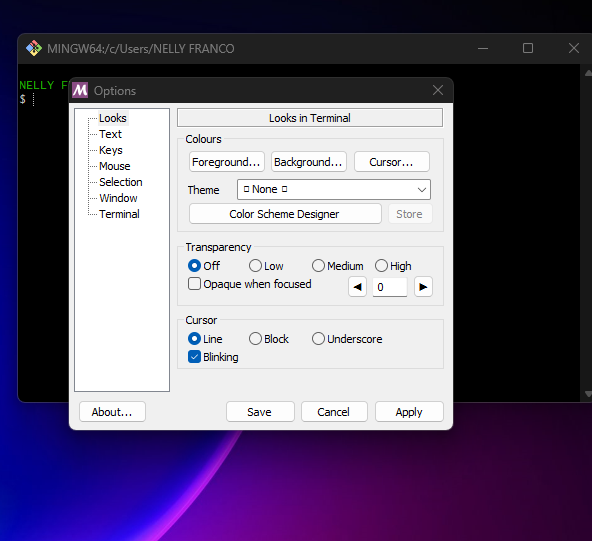 MINGW64:/c/Users/NELLY FRANCO
NELLY F
$
Options
Looks
Text
Keys
Mouse
Selection
Window
Terminal
Looks in Terminal
Colours
Foreground... Background... Cursor...
Theme None
Color Scheme Designer Store
Transparency
Off Low Medium High
Opaque when focused 0
Cursor
Line Block Underscore
Blinking
About... Save Cancel Apply